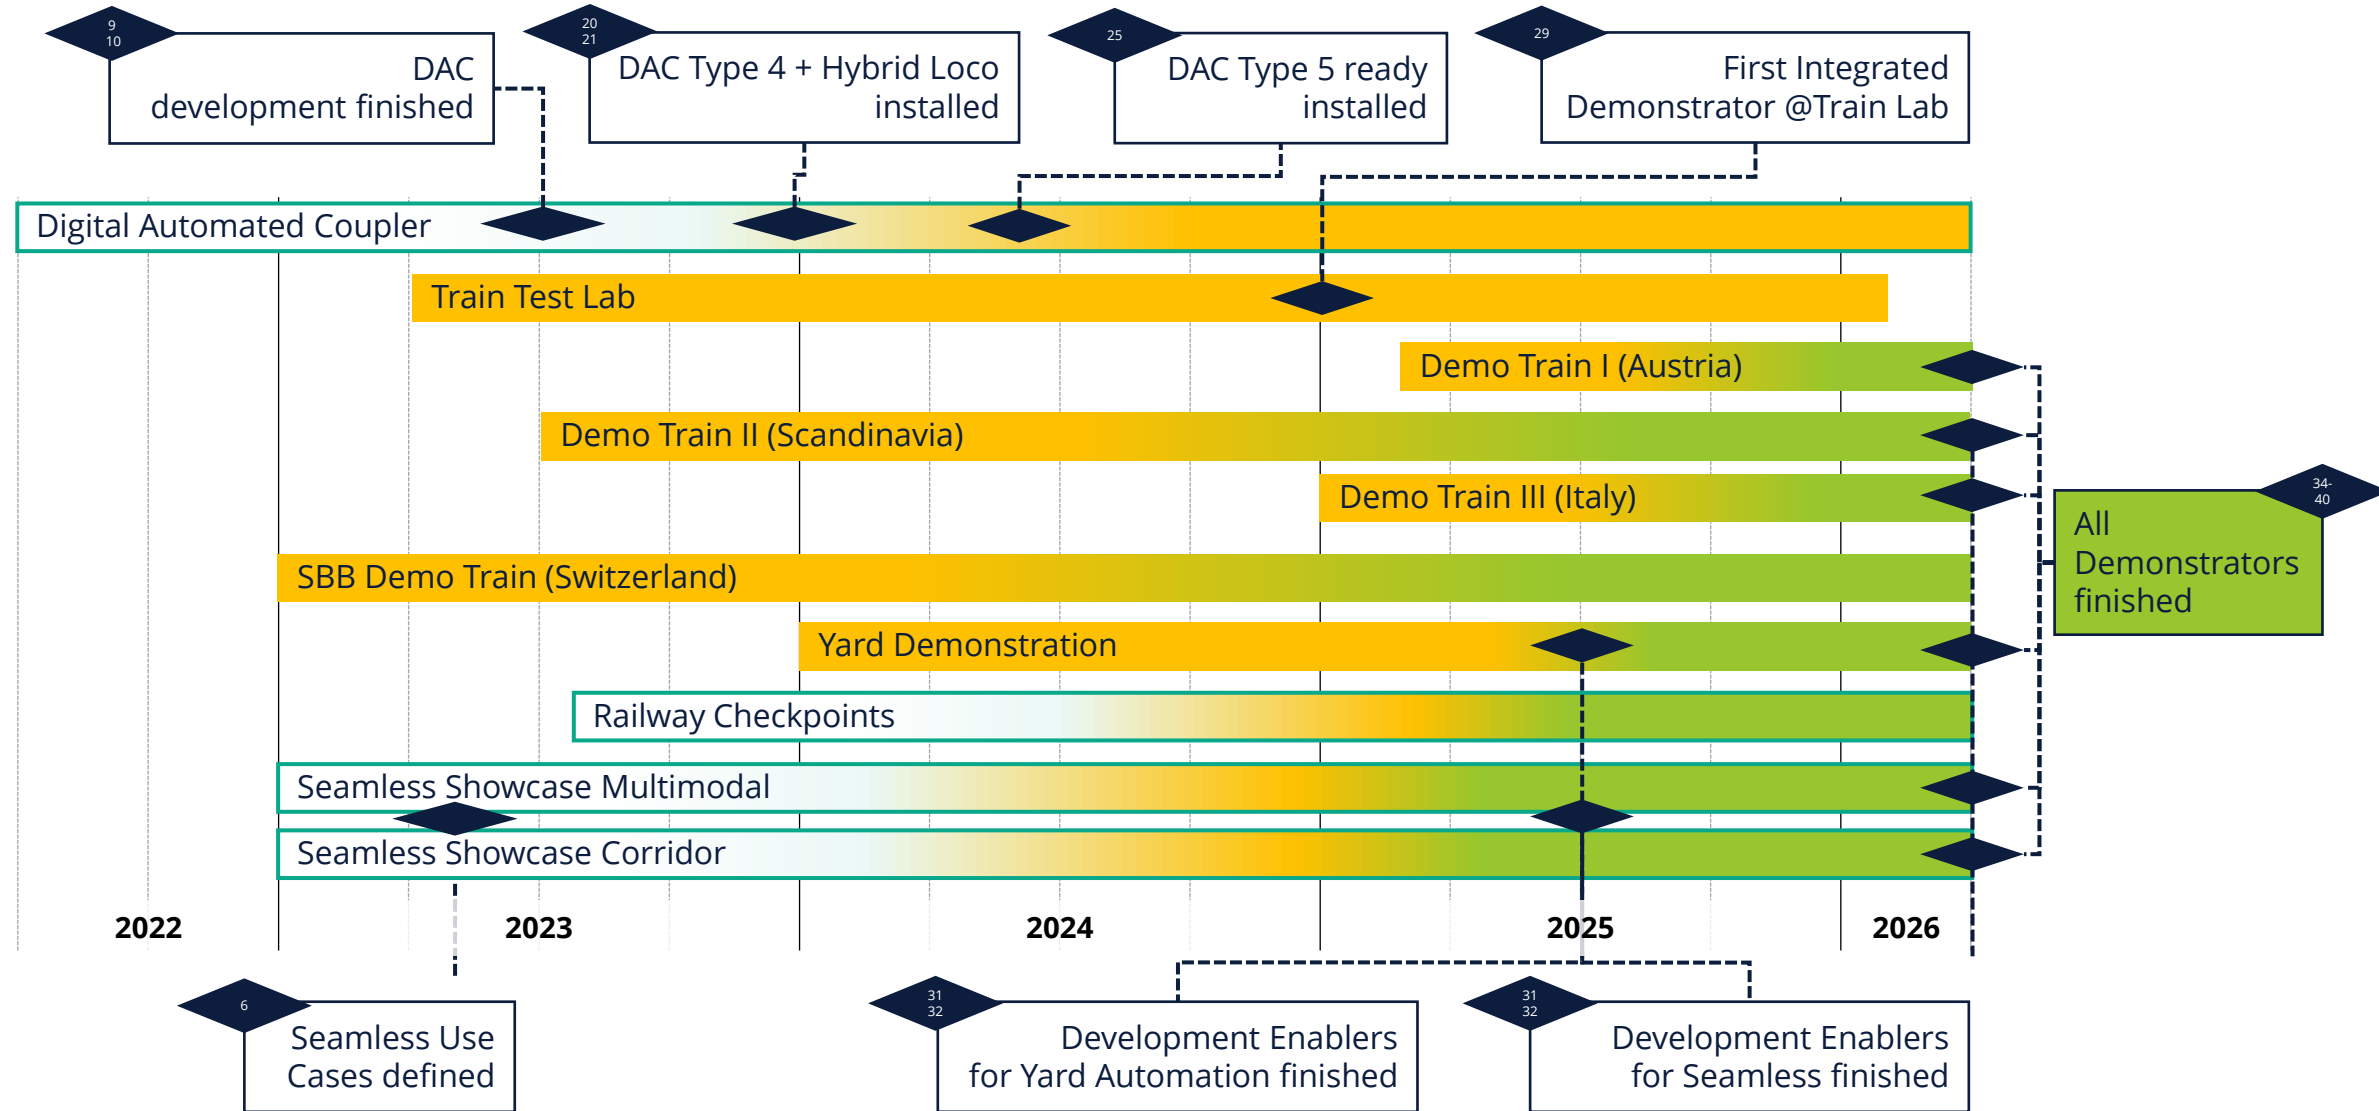 9
10
DAC
development finished
20
21
DAC Type 4 + Hybrid Loco
installed
25
DAC Type 5 ready
installed
29
First Integrated
Demonstrator @Train Lab
Digital Automated Coupler
Train Test Lab
Demo Train I (Austria)
Demo Train II (Scandinavia)
Demo Train III (Italy)
34-
40
All
Demonstrators
finished
SBB Demo Train (Switzerland)
Yard Demonstration
Railway Checkpoints
Seamless Showcase Multimodal
Seamless Showcase Corridor
2022
2023
2024
2025
2026
6
Seamless Use
Cases defined
31
32
Development Enablers
for Yard Automation finished
31
32
Development Enablers
for Seamless finished